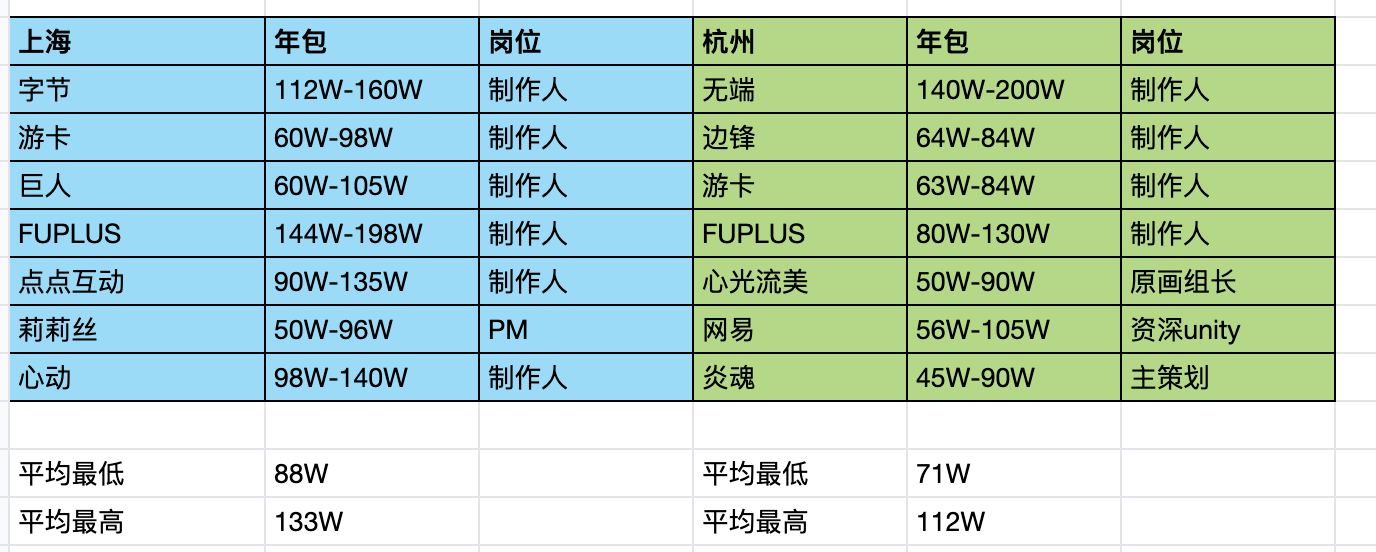 上海 年包 岗位 杭州 年包 岗位
字节 112W-160W 制作人 无端 140W-200W 制作人
游卡 60W-98W 制作人 边锋 64W-84W 制作人
巨人 60W-105W 制作人 游卡 63W-84W 制作人
FUPLUS 144W-198W 制作人 FUPLUS 80W-130W 制作人
点点互动 90W-135W 制作人 心光流美 50W-90W 原画组长
莉莉丝 50W-96W PM 网易 56W-105W 资深unity
心动 98W-140W 制作人 炎魂 45W-90W 主策划
平均最低 88W 平均最低 71W
平均最高 133W 平均最高 112W